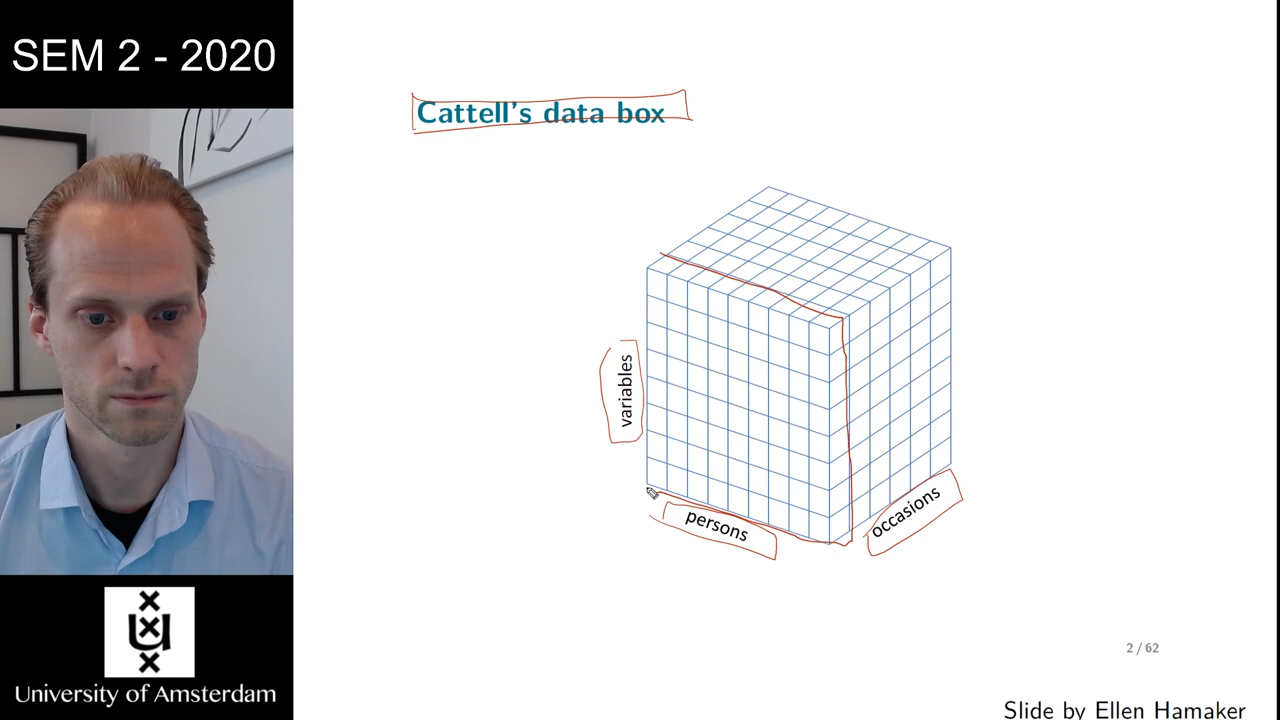 SEM 2 - 2020
Cattell's data box
variables
persons
occasions
2 / 62
Slide by Ellen Hamaker
University of Amsterdam